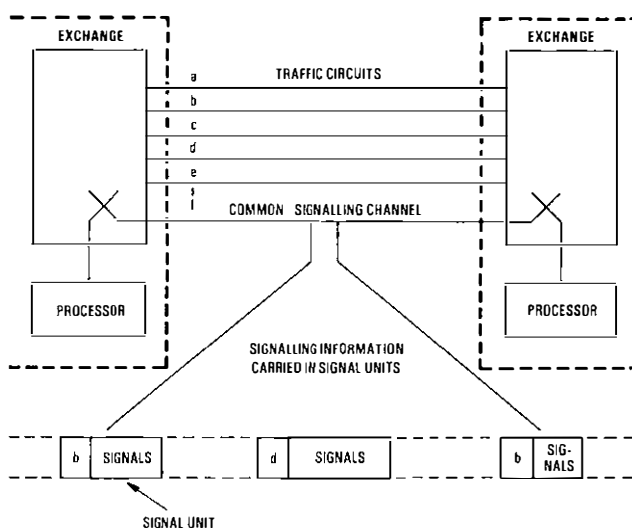 EXCHANGE
EXCHANGE
a
TRAFFIC CIRCUITS
b
c
d
e
COMMON SIGNALLING CHANNEL
PROCESSOR
PROCESSOR
SIGNALLING INFORMATION
CARRIED IN SIGNAL UNITS
b SIGNALS
d SIGNALS
b SIG-
NALS
SIGNAL UNIT